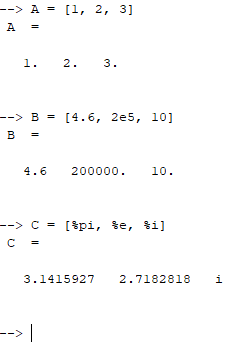 --> A = [1, 2, 3]
A =
1. 2. 3.
--> B = [4.6, 2e5, 10]
B =
4.6 200000. 10.
--> C = [%pi, %e, %i]
C =
3.1415927 2.7182818 i
-->